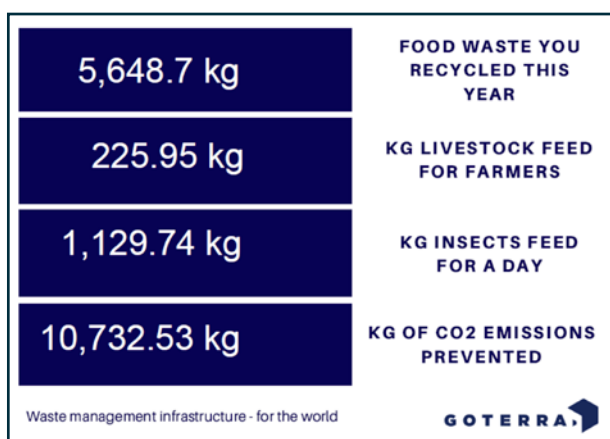 5,648.7 kg
FOOD WASTE YOU
RECYCLED THIS
YEAR
225.95 kg
KG LIVESTOCK FEED
FOR FARMERS
1,129.74 kg
KG INSECTS FEED
FOR A DAY
10,732.53 kg
KG OF CO2 EMISSIONS
PREVENTED
Waste management infrastructure - for the world
GOTERRA